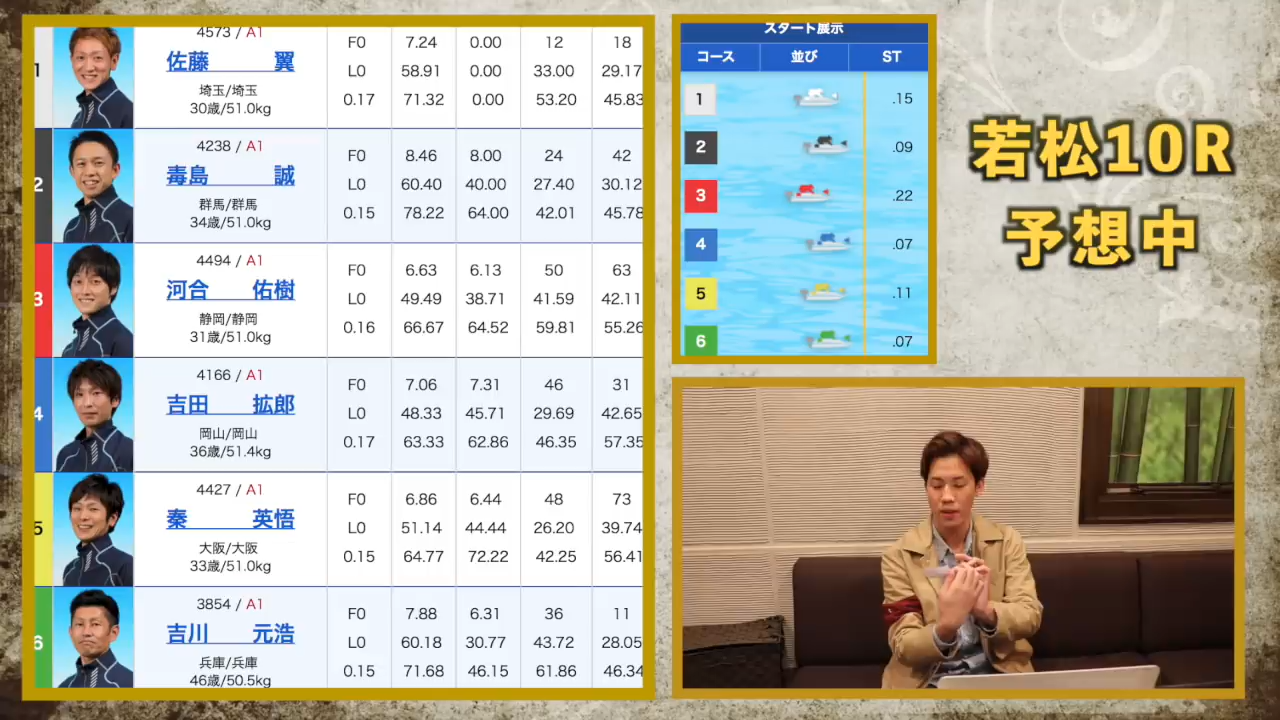 1
4573 / A1
佐藤 翼
埼玉/埼玉
30歳/51.0kg
F0 7.24 0.00 12 18
L0 58.91 0.00 33.00 29.17
0.17 71.32 0.00 53.20 45.83
2
4238 / A1
毒島 誠
群馬/群馬
34歳/51.0kg
F0 8.46 8.00 24 42
L0 60.40 40.00 27.40 30.12
0.15 78.22 64.00 42.01 45.78
3
4494 / A1
河合 佑樹
静岡/静岡
31歳/51.0kg
F0 6.63 6.13 50 63
L0 49.49 38.71 41.59 42.11
0.16 66.67 64.52 59.81 55.26
4
4166 / A1
吉田 拡郎
岡山/岡山
36歳/51.4kg
F0 7.06 7.31 46 31
L0 48.33 45.71 29.69 42.65
0.17 63.33 62.86 46.35 57.35
5
4427 / A1
秦 英悟
大阪/大阪
33歳/51.0kg
F0 6.86 6.44 48 73
L0 51.14 44.44 26.20 39.74
0.15 64.77 72.22 42.25 56.41
6
3854 / A1
吉川 元浩
兵庫/兵庫
46歳/50.5kg
F0 7.88 6.31 36 11
L0 60.18 30.77 43.72 28.05
0.15 71.68 46.15 61.86 46.34
スタート展示
コース 並び ST
1 .15
2 .09
3 .22
4 .07
5 .11
6 .07
若松10R
予想中